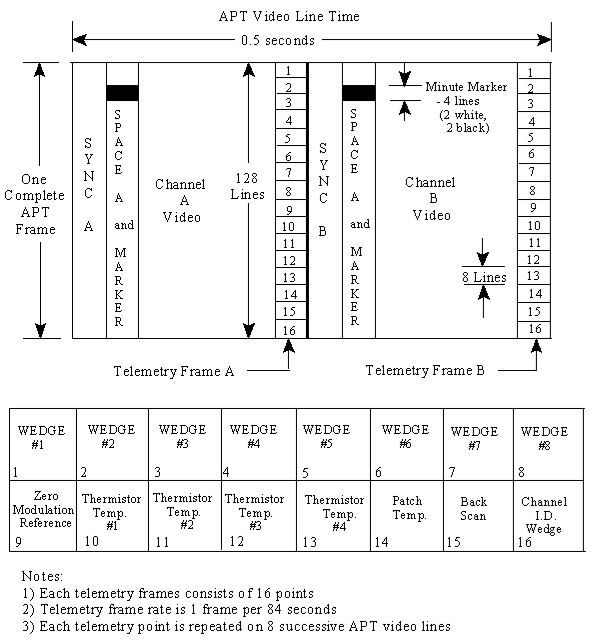 APT Video Line Time
0.5 seconds
One
Complete
APT
Frame
SYNC A
SPACE A and MARKER
Channel
A
Video
128
Lines
1
2
3
4
5
6
7
8
9
10
11
12
13
14
15
16
SYNC B
SPACE A and MARKER
Minute Marker
- 4 lines
(2 white,
2 black)
Channel
B
Video
8 Lines
1
2
3
4
5
6
7
8
9
10
11
12
13
14
15
16
Telemetry Frame A
Telemetry Frame B
WEDGE
#1
1
WEDGE
#2
2
WEDGE
#3
3
WEDGE
#4
4
WEDGE
#5
5
WEDGE
#6
6
WEDGE
#7
7
WEDGE
#8
8
Zero
Modulation
Reference
9
Thermistor
Temp.
#1
10
Thermistor
Temp.
#2
11
Thermistor
Temp.
#3
12
Thermistor
Temp.
#4
13
Patch
Temp.
14
Back
Scan
15
Channel
I.D.
Wedge
16
Notes:
1) Each telemetry frames consists of 16 points
2) Telemetry frame rate is 1 frame per 84 seconds
3) Each telemetry point is repeated on 8 successive APT video lines